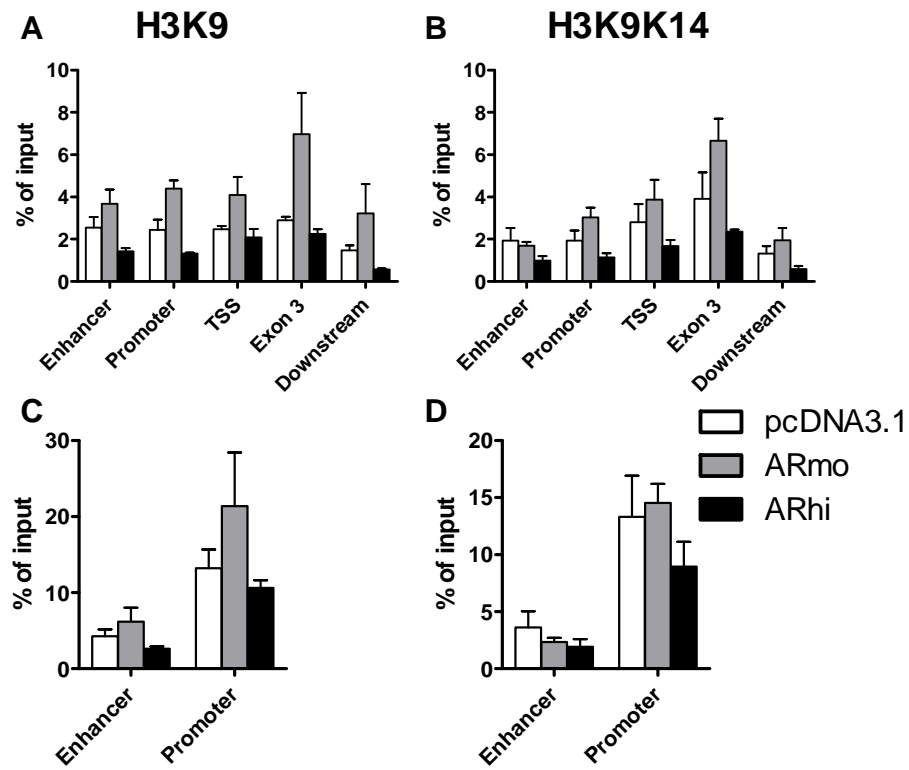 A H3K9
% of input
10
8
6
4
2
0
Enhancer
Promoter
TSS
Exon 3
Downstream
B H3K9K14
% of input
10
8
6
4
2
0
Enhancer
Promoter
TSS
Exon 3
Downstream
C
% of input
30
20
10
0
Enhancer
Promoter
D
% of input
20
15
10
5
0
Enhancer
Promoter
pcDNA3.1
ARmo
ARhi